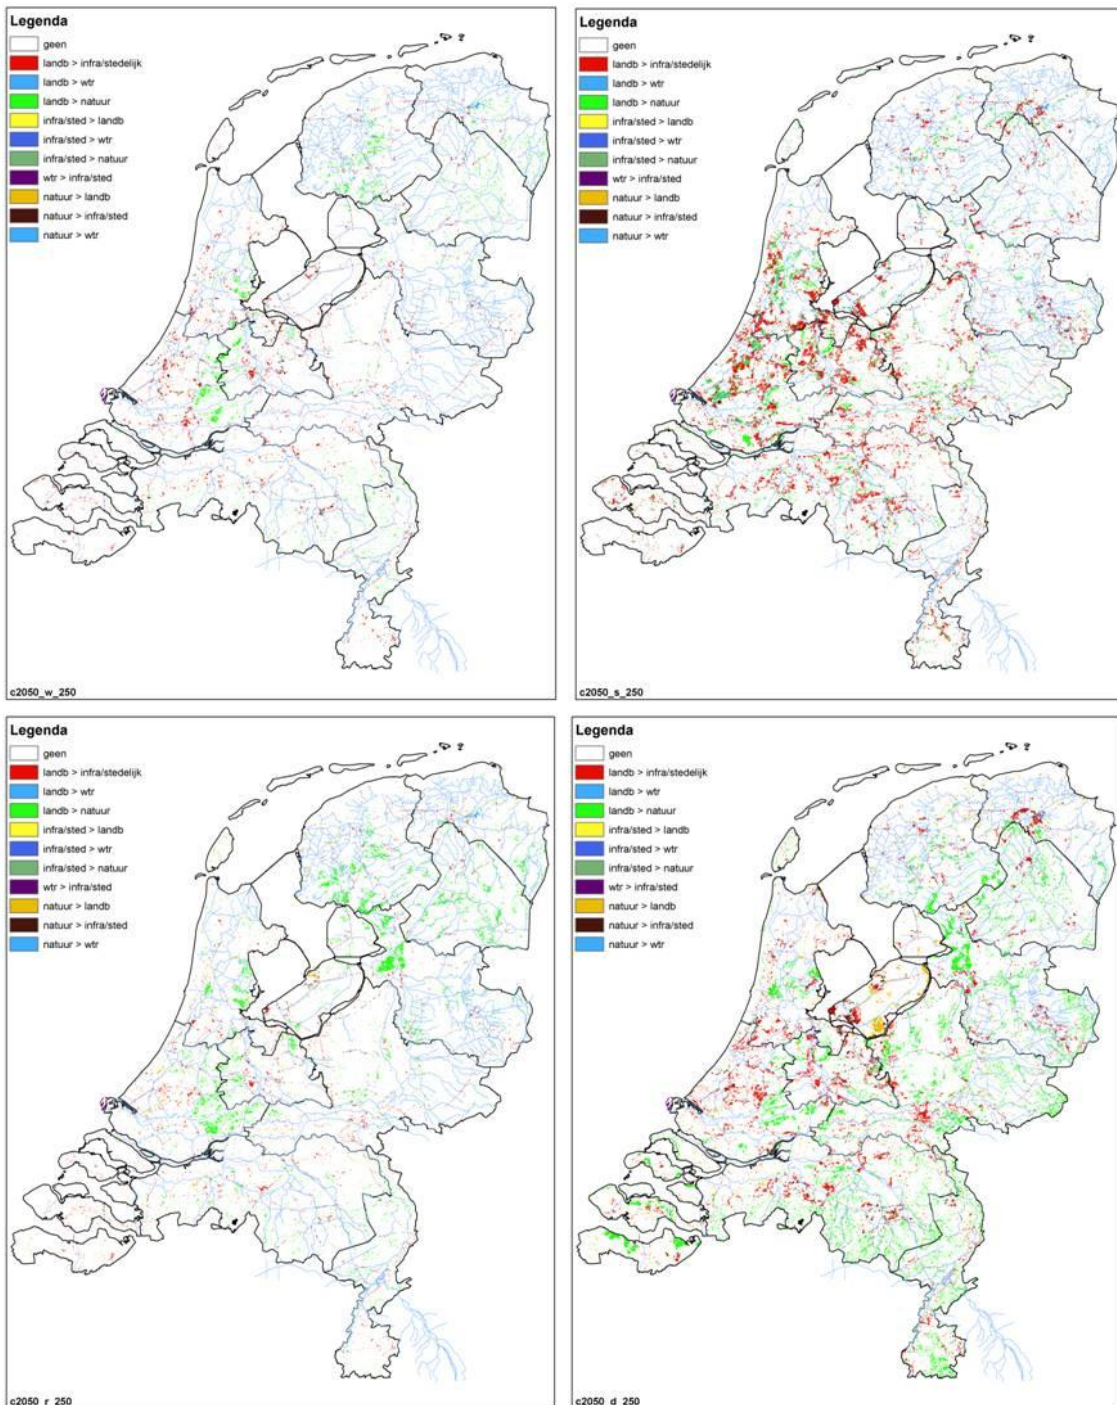 Legenda
geen
landb > infra/stedelijk
landb > wtr
landb > natuur
infra/sted > landb
infra/sted > wtr
infra/sted > natuur
wtr > infra/sted
natuur > landb
natuur > infra/sted
natuur > wtr
c2050_w_250
Legenda
geen
landb > infra/stedelijk
landb > wtr
landb > natuur
infra/sted > landb
infra/sted > wtr
infra/sted > natuur
wtr > infra/sted
natuur > landb
natuur > infra/sted
natuur > wtr
c2050_s_250
Legenda
geen
landb > infra/stedelijk
landb > wtr
landb > natuur
infra/sted > landb
infra/sted > wtr
infra/sted > natuur
wtr > infra/sted
natuur > landb
natuur > infra/sted
natuur > wtr
c2050_r_250
Legenda
geen
landb > infra/stedelijk
landb > wtr
landb > natuur
infra/sted > landb
infra/sted > wtr
infra/sted > natuur
wtr > infra/sted
natuur > landb
natuur > infra/sted
natuur > wtr
c2050_d_250